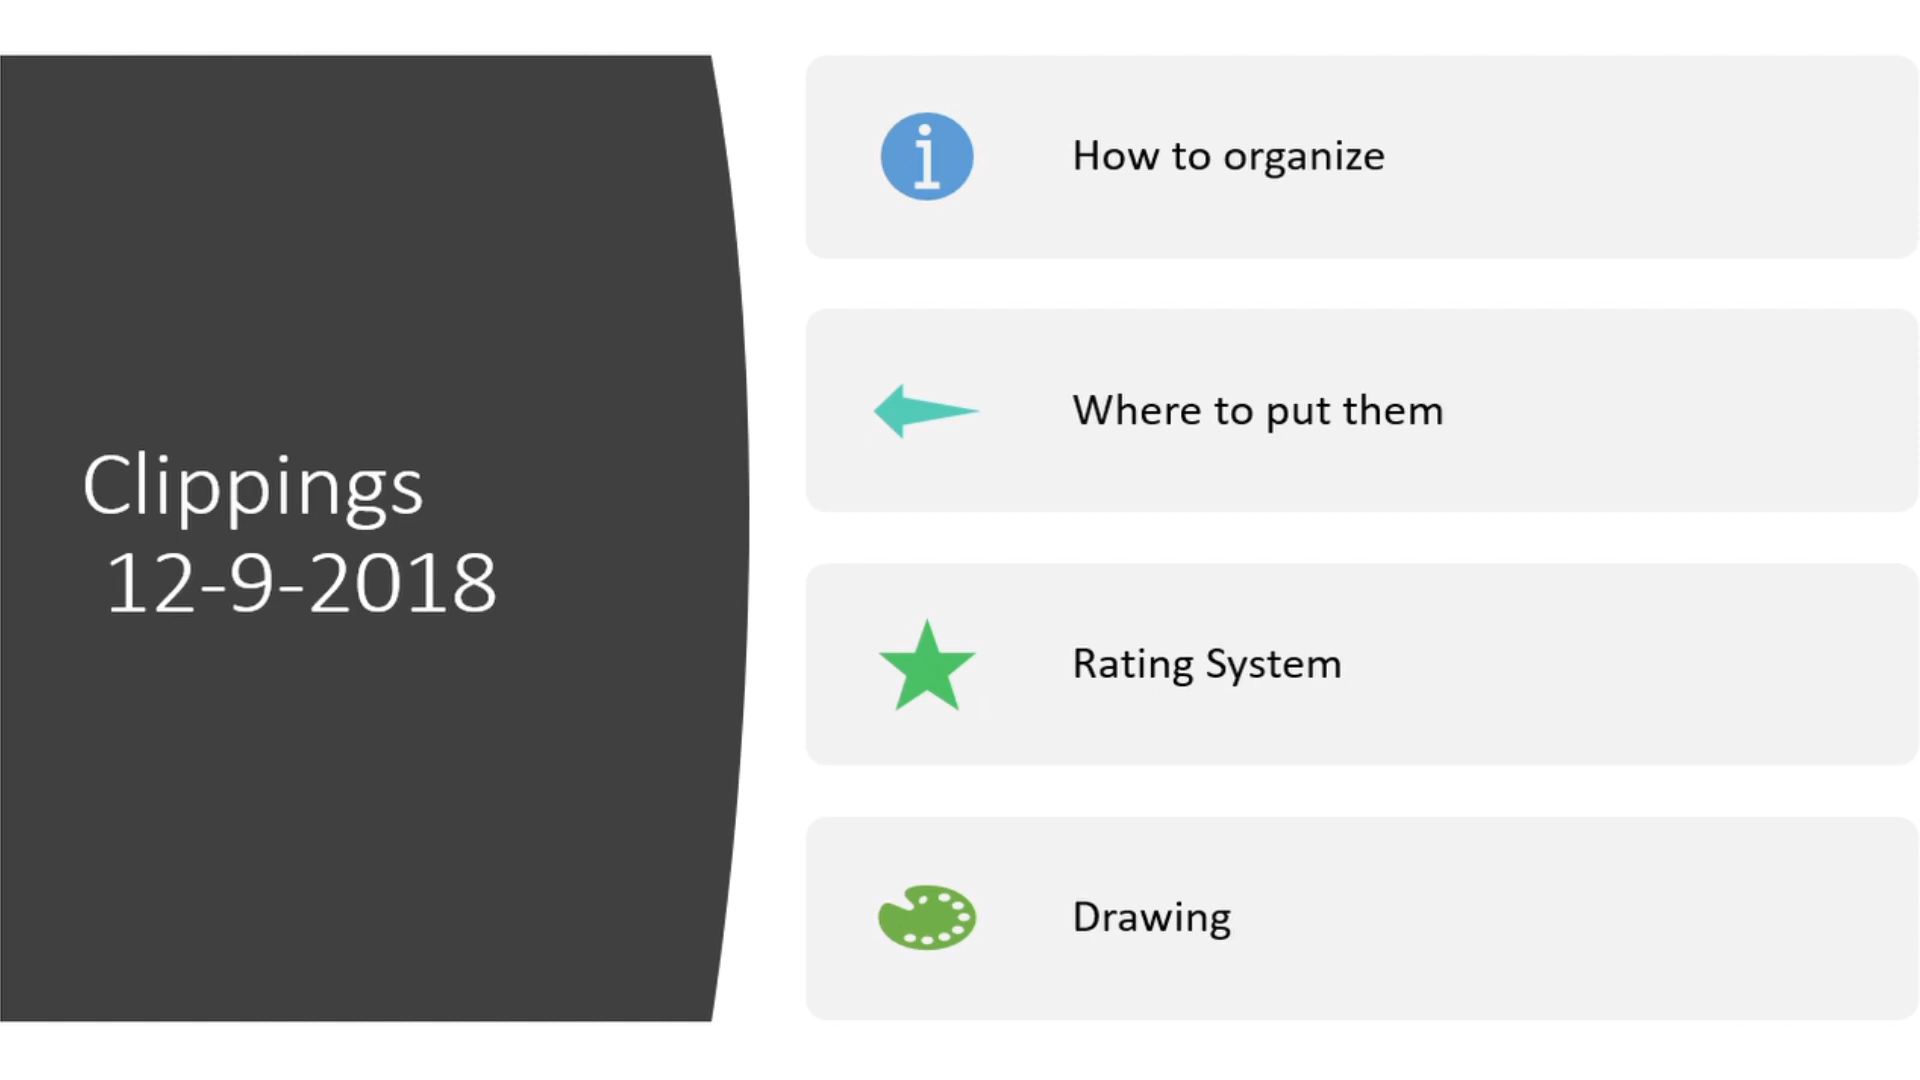 Clippings
12-9-2018
How to organize
Where to put them
Rating System
Drawing